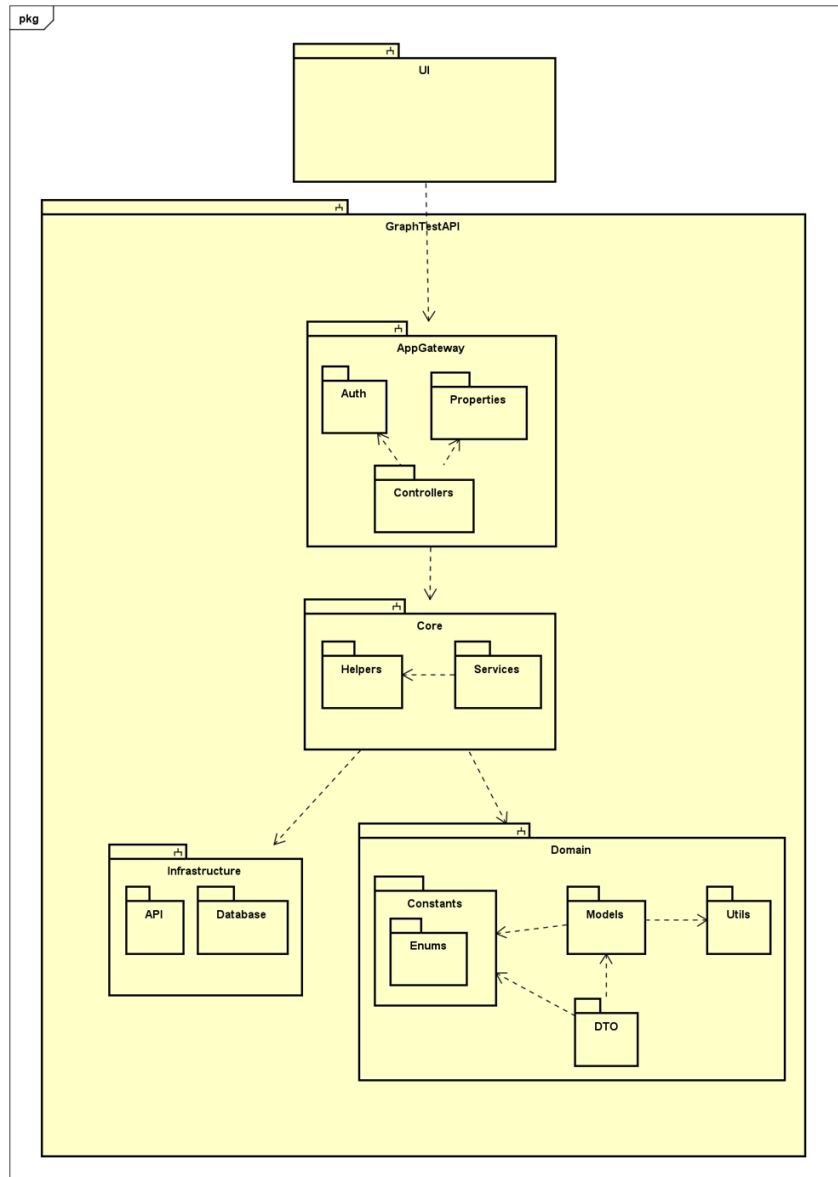 pkg
UI
GraphTestAPI
AppGateway
Auth
Properties
Controllers
Core
Helpers
Services
Infrastructure
API
Database
Domain
Constants
Enums
Models
Utils
DTO